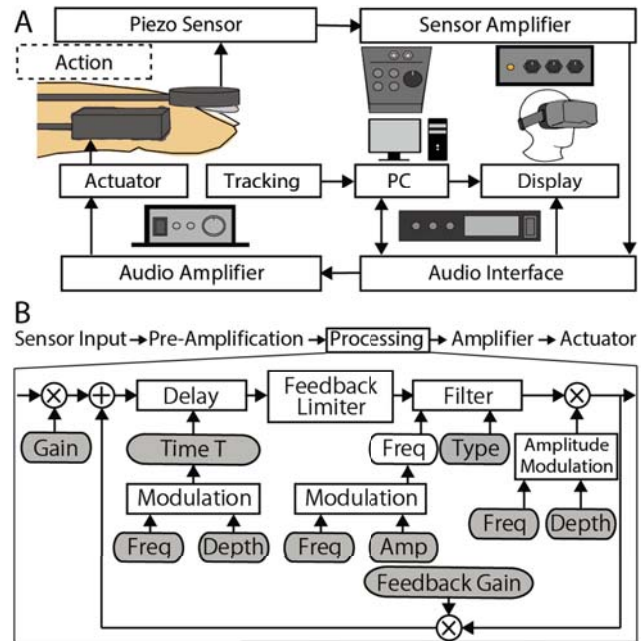 A
Piezo Sensor
Sensor Amplifier
Action
Actuator
Tracking
PC
Display
Audio Amplifier
Audio Interface
B
Sensor Input → Pre-Amplification → Processing → Amplifier → Actuator
Delay
Feedback
Limiter
Filter
Gain
Time T
Freq
Type
Amplitude
Modulation
Modulation
Modulation
Freq
Depth
Freq
Depth
Freq
Amp
Feedback Gain